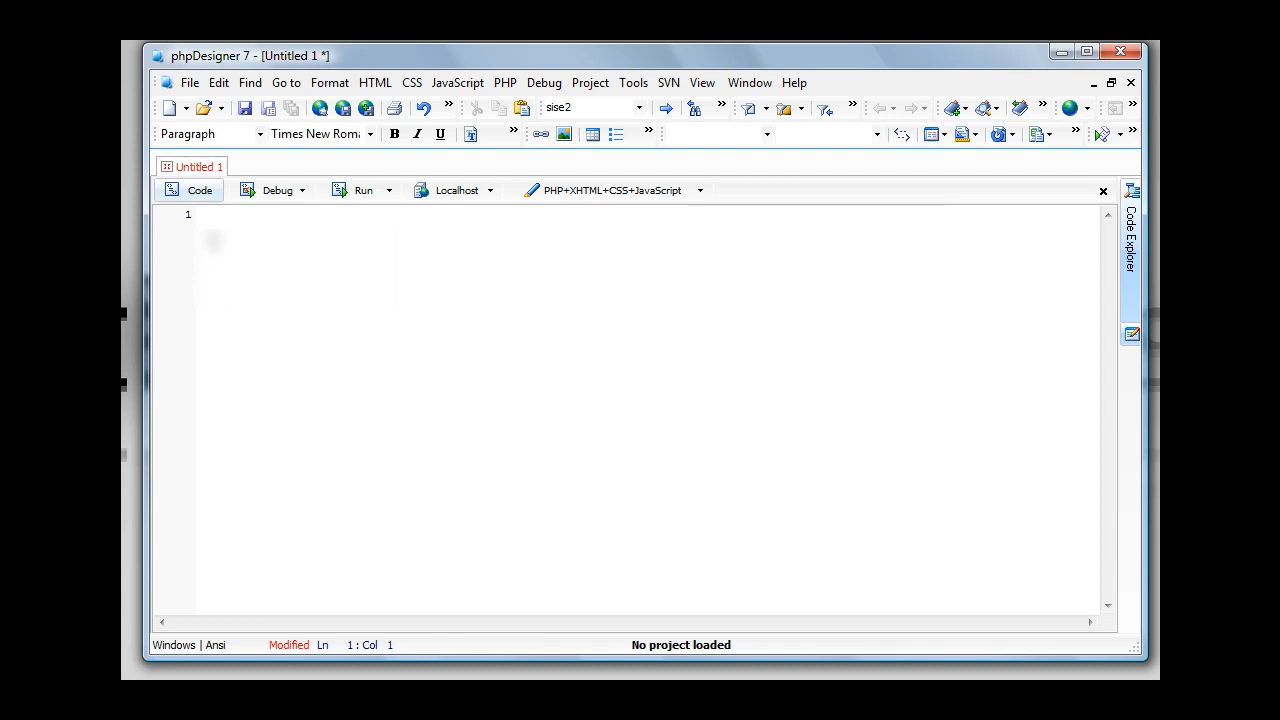 phpDesigner 7 - [Untitled 1 *]
File Edit Find Go to Format HTML CSS JavaScript PHP Debug Project Tools SVN View Window Help
sise2
Paragraph Times New Roma B I U
Untitled 1
Code Debug Run Localhost PHP+XHTML+CSS+JavaScript
1
Code Explorer
Windows | Ansi Modified Ln 1 : Col 1 No project loaded